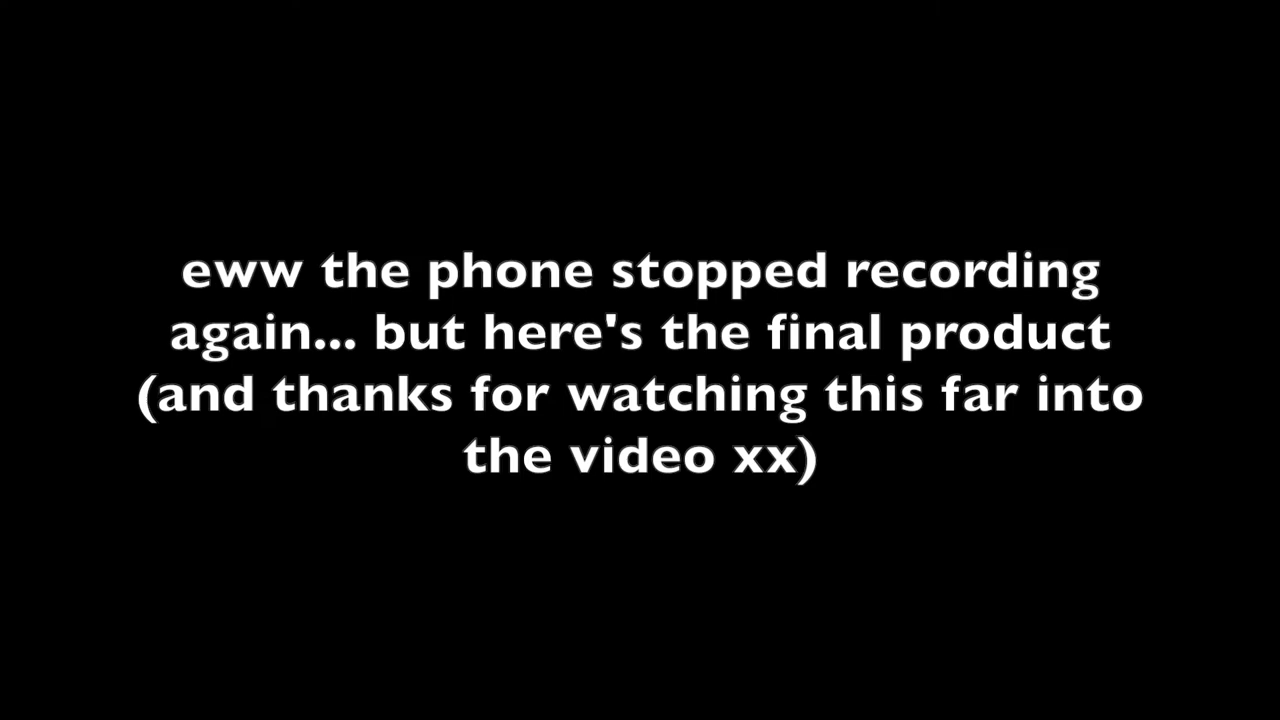 eww the phone stopped recording
again... but here's the final product
(and thanks for watching this far into
the video xx)